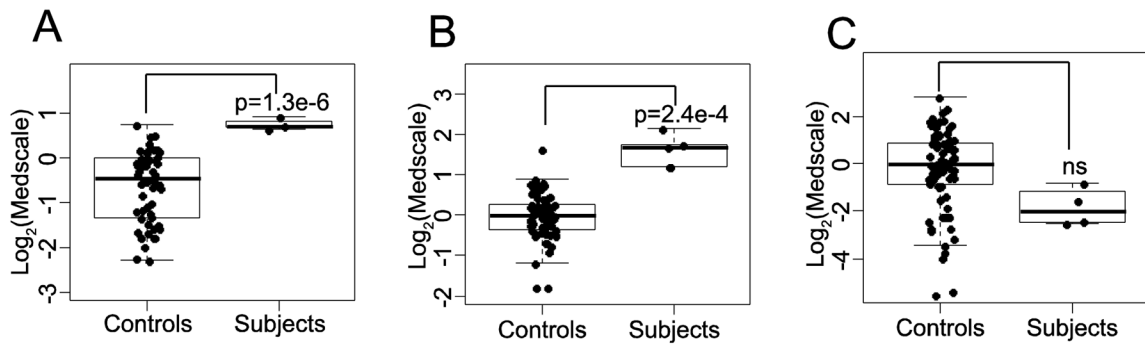 A
B
C
Log2(Medscale)
1
0
-1
-2
-3
p=1.3e-6
Controls
Subjects
Log2(Medscale)
3
2
1
0
-1
-2
p=2.4e-4
Controls
Subjects
Log2(Medscale)
2
0
-2
-4
ns
Controls
Subjects